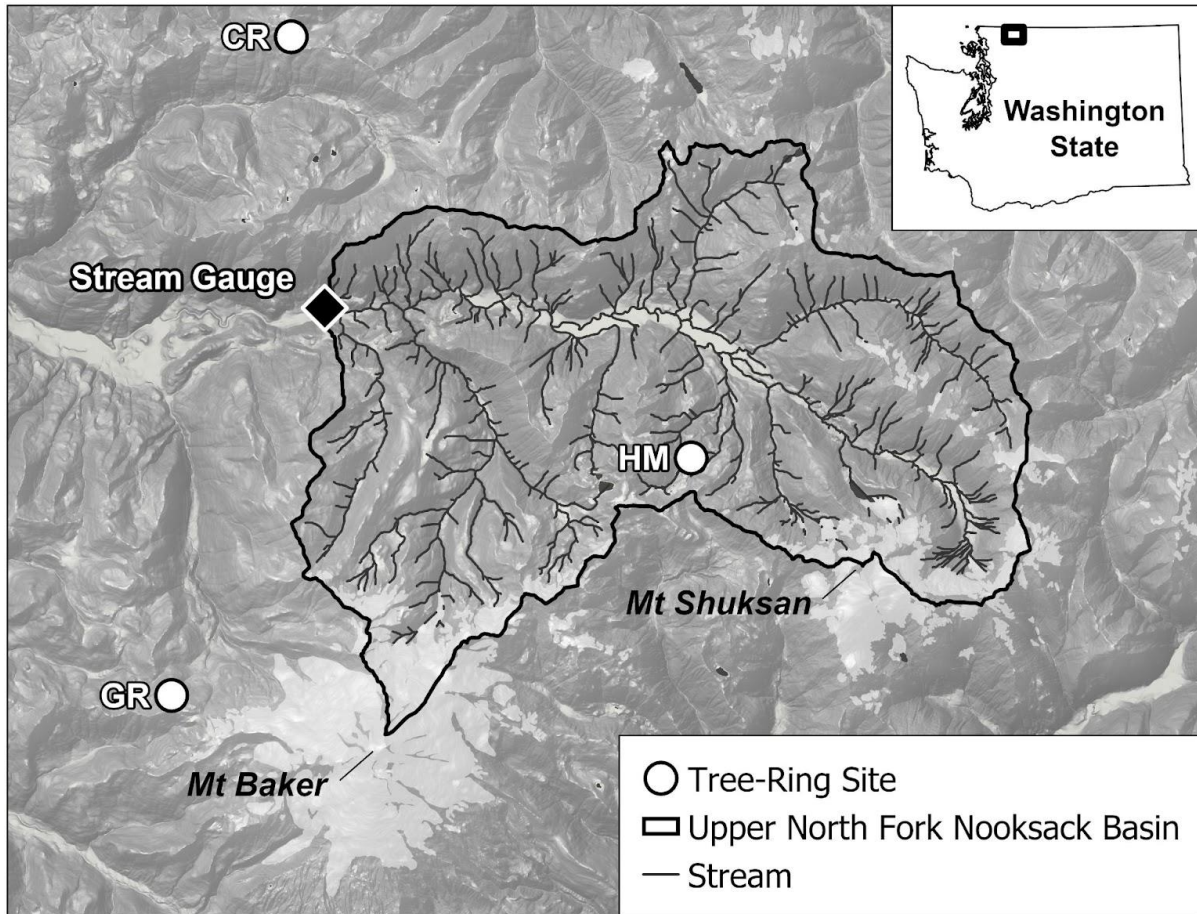 CR
Washington
State
Stream Gauge
HM
Mt Shuksan
GR
Mt Baker
Tree-Ring Site
Upper North Fork Nooksack Basin
Stream